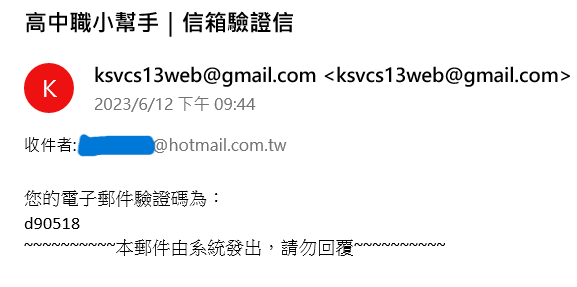 高中職小幫手｜信箱驗證信
K
ksvcs13web@gmail.com <ksvcs13web@gmail.com>
2023/6/12 下午 09:44
收件者: @hotmail.com.tw
您的電子郵件驗證碼為：
d90518
~~~~~~~~~~本郵件由系統發出，請勿回覆~~~~~~~~~~